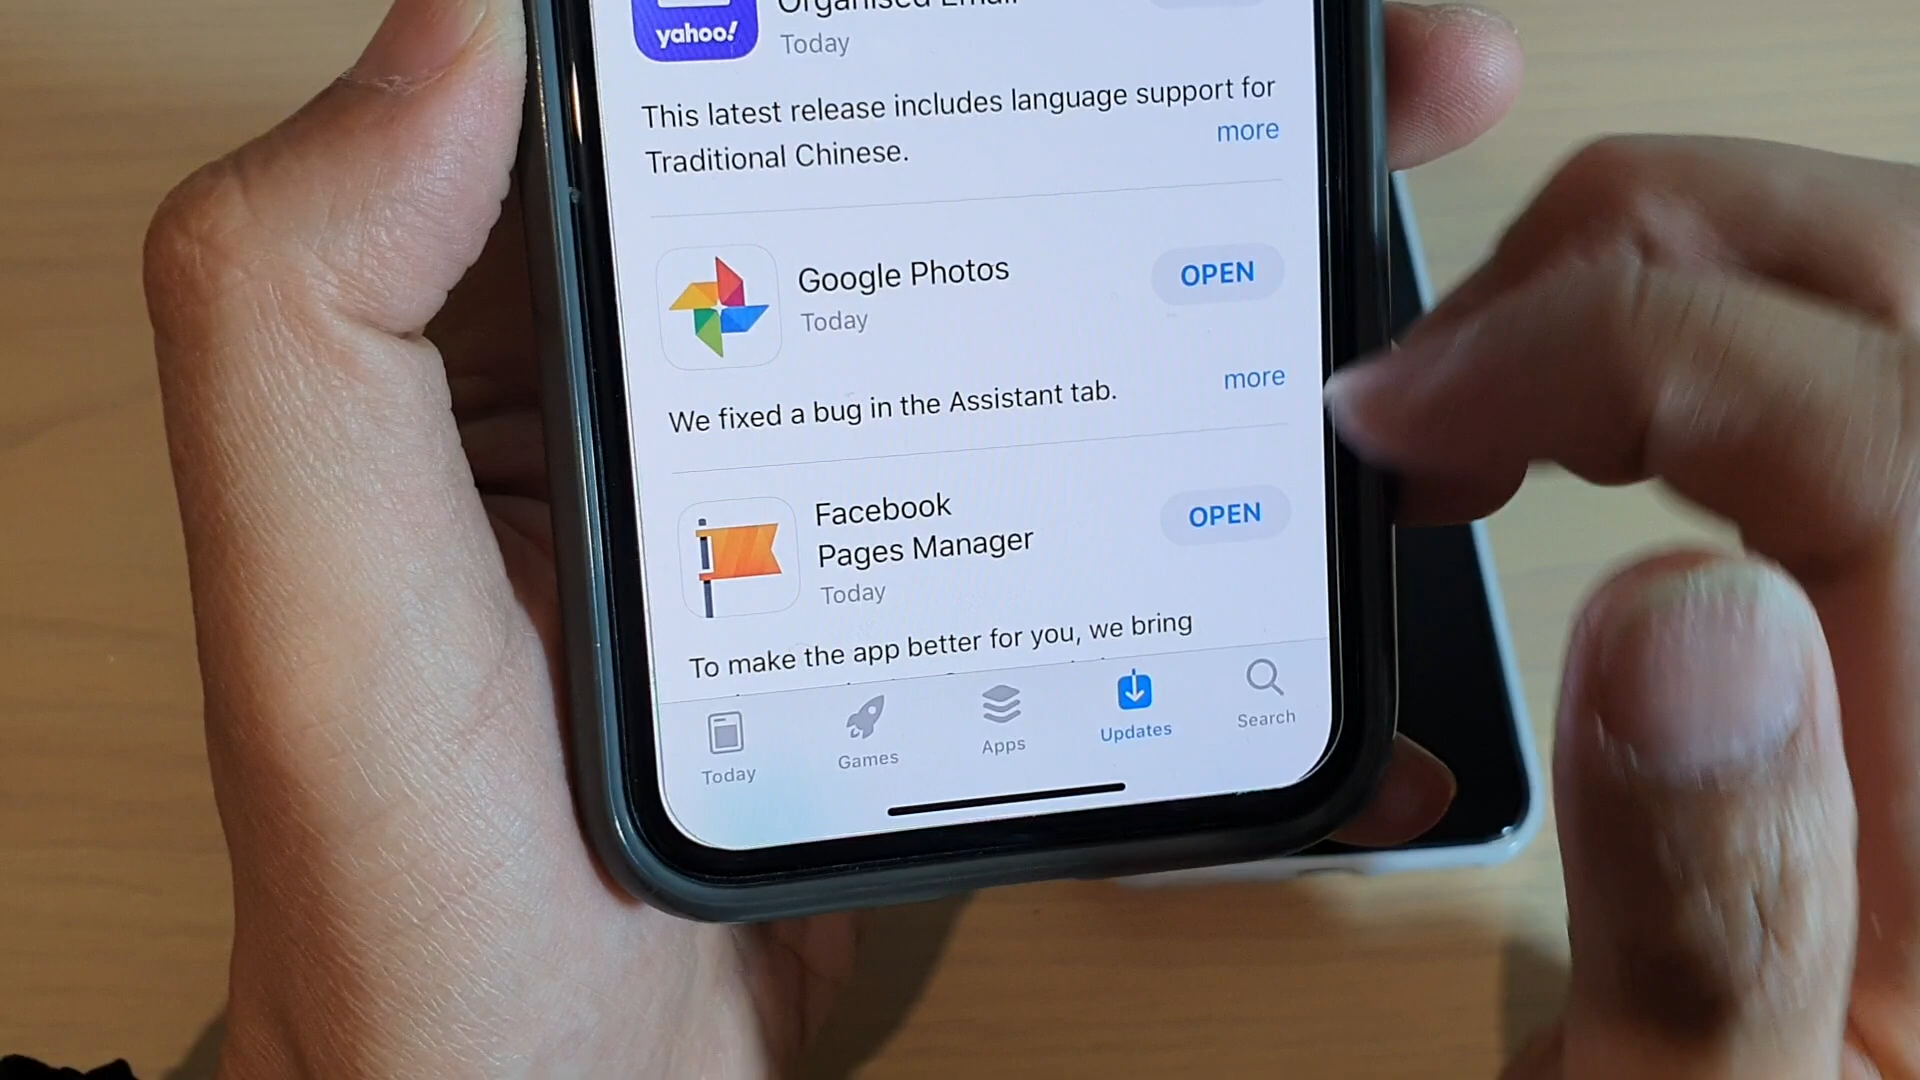 Organised Email
yahoo!
Today
This latest release includes language support for
Traditional Chinese.
more
Google Photos
Today
OPEN
We fixed a bug in the Assistant tab.
more
Facebook
Pages Manager
Today
OPEN
To make the app better for you, we bring
Today
Games
Apps
Updates
Search